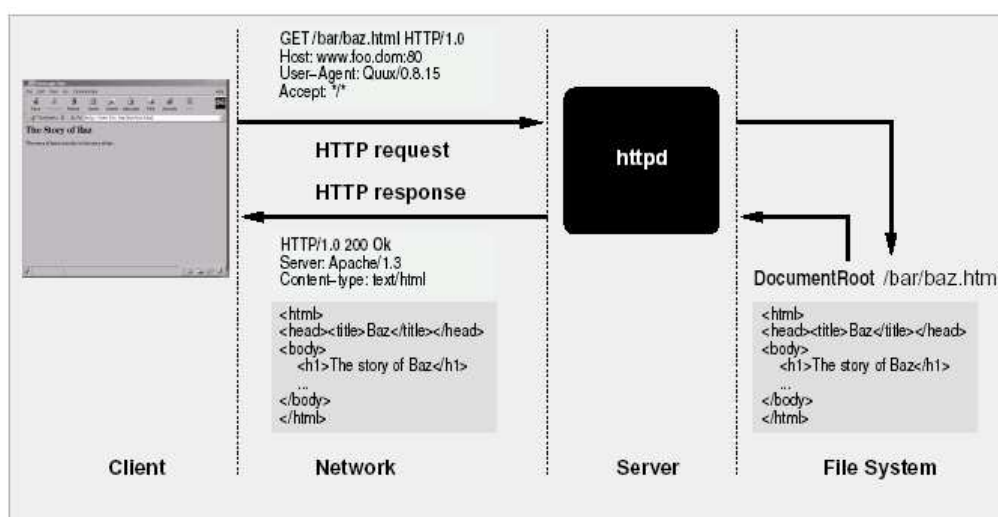 GET /bar/baz.html HTTP/1.0
Host: www.foo.dom:80
User-Agent: Quux/0.8.15
Accept: */*
The Story of Baz
HTTP request
HTTP response
httpd
HTTP/1.0 200 Ok
Server: Apache/1.3
Content-type: text/html
<html>
<head><title>Baz</title></head>
<body>
<h1>The story of Baz</h1>
...
</body>
</html>
DocumentRoot /bar/baz.htm
<html>
<head><title>Baz</title></head>
<body>
<h1>The story of Baz</h1>
...
</body>
</html>
Client
Network
Server
File System